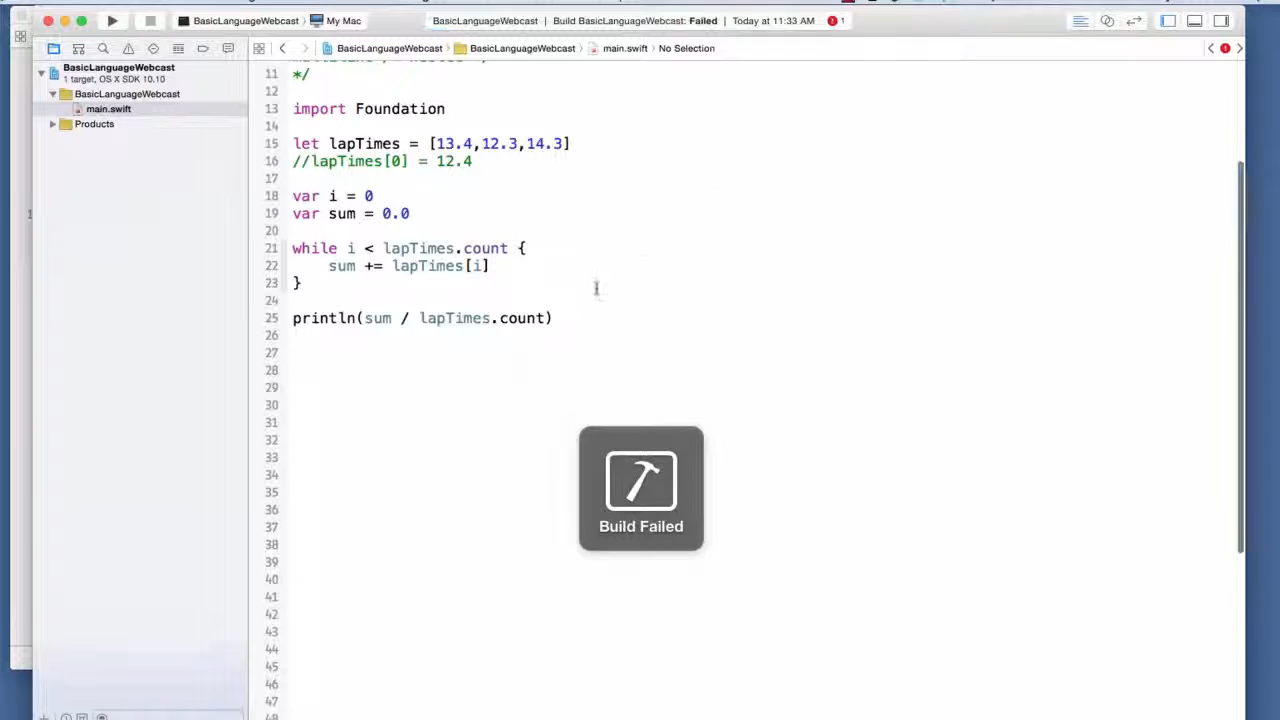 BasicLanguageWebcast My Mac BasicLanguageWebcast | Build BasicLanguageWebcast: Failed | Today at 11:33 AM 1
BasicLanguageWebcast BasicLanguageWebcast main.swift No Selection
BasicLanguageWebcast
1 target, OS X SDK 10.10
BasicLanguageWebcast
main.swift
Products
11 */
12
13 import Foundation
14
15 let lapTimes = [13.4,12.3,14.3]
16 //lapTimes[0] = 12.4
17
18 var i = 0
19 var sum = 0.0
20
21 while i < lapTimes.count {
22 sum += lapTimes[i]
23 }
24
25 println(sum / lapTimes.count)
26
27
28
29
30
31
32
33
34
35
36
37
38
39
40
41
42
43
44
45
46
47
48
Build Failed